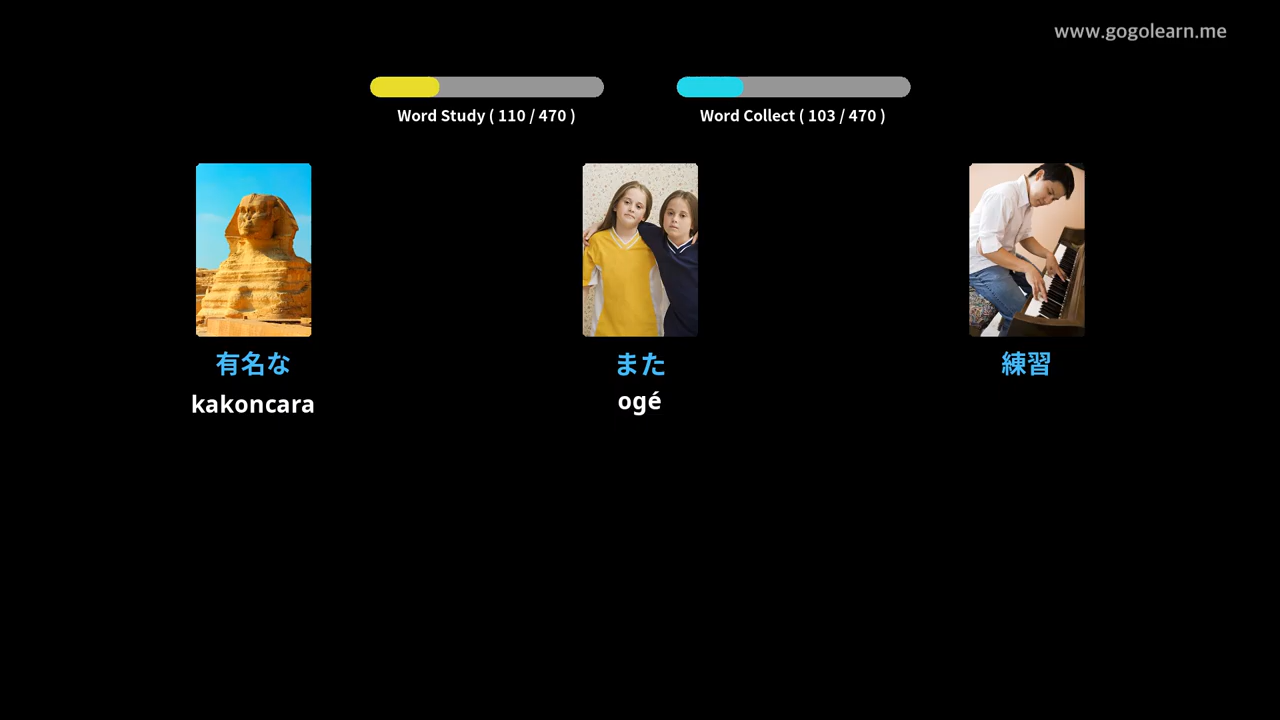 www.gogolearn.me
Word Study ( 110 / 470 )
Word Collect ( 103 / 470 )
有名な
kakoncara
また
ogé
練習